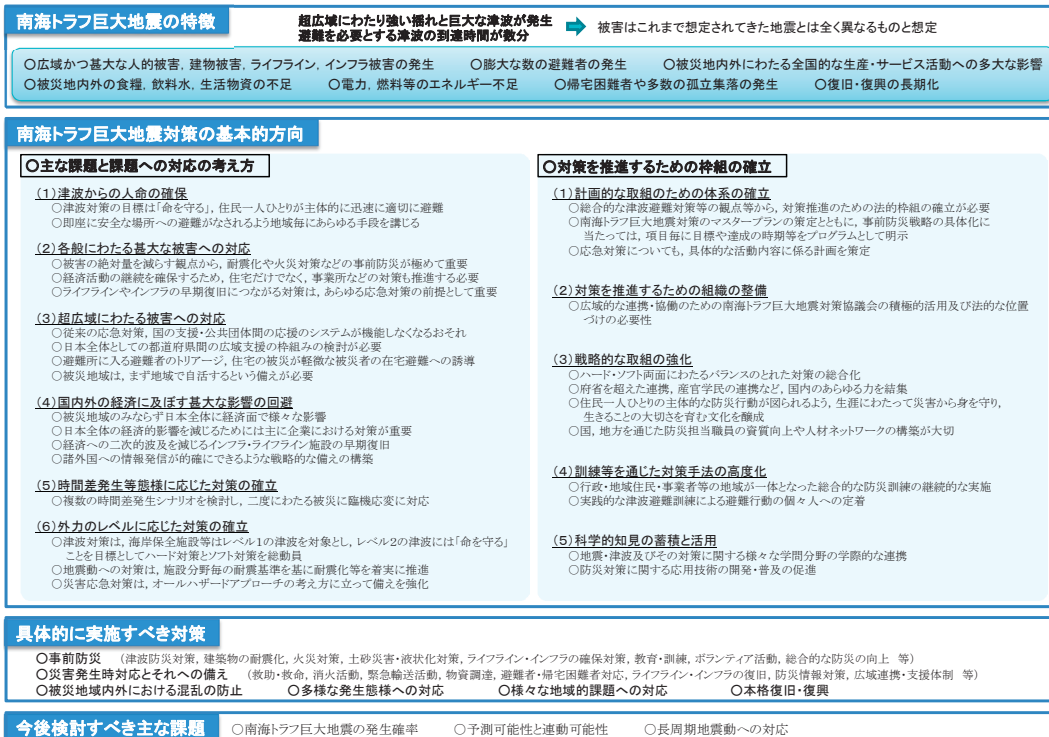 南海トラフ巨大地震の特徴
超広域にわたり強い揺れと巨大な津波が発生
避難を必要とする津波の到達時間が数分
被害はこれまで想定されてきた地震とは全く異なるものと想定
○広域かつ甚大な人的被害，建物被害，ライフライン，インフラ被害の発生　○膨大な数の避難者の発生　○被災地内外にわたる全国的な生産・サービス活動への多大な影響
○被災地内外の食糧，飲料水，生活物資の不足　○電力，燃料等のエネルギー不足　○帰宅困難者や多数の孤立集落の発生　○復旧・復興の長期化
南海トラフ巨大地震対策の基本的方向
○主な課題と課題への対応の考え方
（1）津波からの人命の確保
○津波対策の目標は「命を守る」，住民一人ひとりが主体的に迅速に適切に避難
○即座に安全な場所への避難がなされるよう地域毎にあらゆる手段を講じる
（2）各般にわたる甚大な被害への対応
○被害の絶対量を減らす観点から，耐震化や火災対策などの事前防災が極めて重要
○経済活動の継続を確保するため，住宅だけでなく，事業所などの対策も推進する必要
○ライフラインやインフラの早期復旧につながる対策は，あらゆる応急対策の前提として重要
（3）超広域にわたる被害への対応
○従来の応急対策，国の支援・公共団体間の応援のシステムが機能しなくなるおそれ
○日本全体としての都道府県間の広域支援の枠組みの検討が必要
○避難所に入る避難者のトリアージ，住宅の被災が軽微な被災者の在宅避難への誘導
○被災地域は，まず地域で自活するという備えが必要
（4）国内外の経済に及ぼす甚大な影響の回避
○被災地域のみならず日本全体に経済面で様々な影響
○日本全体の経済的影響を減じるためには主に企業における対策が重要
○経済への二次的波及を減じるインフラ・ライフライン施設の早期復旧
○諸外国への情報発信が的確にできるような戦略的な備えの構築
（5）時間差発生等態様に応じた対策の確立
○複数の時間差発生シナリオを検討し，二度にわたる被災に臨機応変に対応
（6）外力のレベルに応じた対策の確立
○津波対策は，海岸保全施設等はレベル1の津波を対象とし，レベル2の津波には「命を守る」
ことを目標としてハード対策とソフト対策を総動員
○地震動への対策は，施設分野毎の耐震基準を基に耐震化等を着実に推進
○災害応急対策は，オールハザードアプローチの考え方に立って備えを強化
○対策を推進するための枠組の確立
（1）計画的な取組のための体系の確立
○総合的な津波避難対策等の観点等から，対策推進のための法的枠組の確立が必要
○南海トラフ巨大地震対策のマスタープランの策定とともに，事前防災戦略の具体化に
当たっては，項目毎に目標や達成の時期等をプログラムとして明示
○応急対策についても，具体的な活動内容に係る計画を策定
（2）対策を推進するための組織の整備
○広域的な連携・協働のための南海トラフ巨大地震対策協議会の積極的活用及び法的な位置
づけの必要性
（3）戦略的な取組の強化
○ハード・ソフト両面にわたるバランスのとれた対策の総合化
○府省を超えた連携，産官学民の連携など，国内のあらゆる力を結集
○住民一人ひとりの主体的な防災行動が図られるよう，生涯にわたって災害から身を守り，
生きることの大切さを育む文化を醸成
○国，地方を通じた防災担当職員の資質向上や人材ネットワークの構築が大切
（4）訓練等を通じた対策手法の高度化
○行政・地域住民・事業者等の地域が一体となった総合的な防災訓練の継続的な実施
○実践的な津波避難訓練による避難行動の個々人への定着
（5）科学的知見の蓄積と活用
○地震・津波及びその対策に関する様々な学問分野の学際的な連携
○防災対策に関する応用技術の開発・普及の促進
具体的に実施すべき対策
○事前防災　（津波防災対策，建築物の耐震化，火災対策，土砂災害・液状化対策，ライフライン・インフラの確保対策，教育・訓練，ボランティア活動，総合的な防災の向上　等）
○災害発生時対応とそれへの備え　（救助・救命，消火活動，緊急輸送活動，物資調達，避難者・帰宅困難者対応，ライフライン・インフラの復旧，防災情報対策，広域連携・支援体制　等）
○被災地域内外における混乱の防止　○多様な発生態様への対応　○様々な地域的課題への対応　○本格復旧・復興
今後検討すべき主な課題　○南海トラフ巨大地震の発生確率　○予測可能性と連動可能性　○長周期地震動への対応